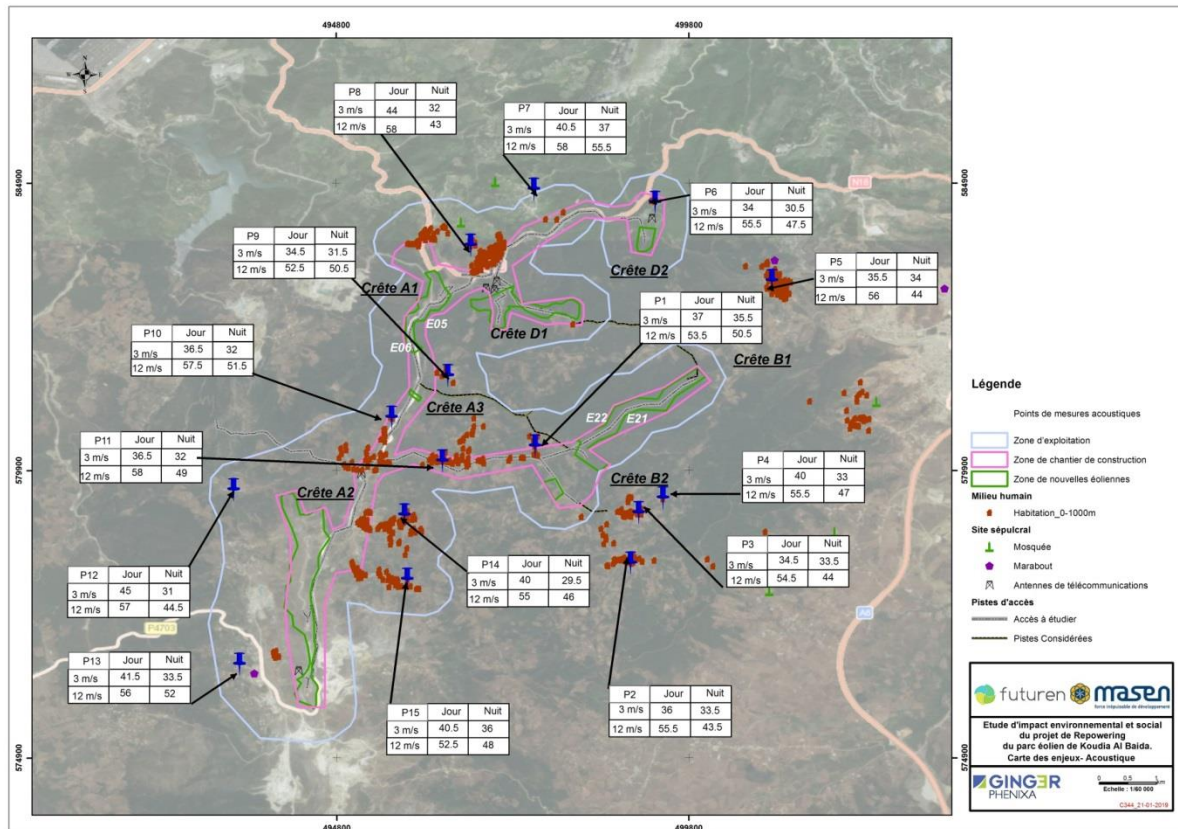 494800 499800
N
W E
S
P8 Jour Nuit
3 m/s 44 32
12 m/s 58 43
P7 Jour Nuit
3 m/s 40.5 37
12 m/s 58 55.5
584900 584900
P6 Jour Nuit
3 m/s 34 30.5
12 m/s 55.5 47.5
P9 Jour Nuit
3 m/s 34.5 31.5
12 m/s 52.5 50.5
Crête D2
P5 Jour Nuit
3 m/s 35.5 34
12 m/s 56 44
Crête A1
P1 Jour Nuit
3 m/s 37 35.5
12 m/s 53.5 50.5
E05
Crête D1
P10 Jour Nuit
3 m/s 36.5 32
12 m/s 57.5 51.5
E06
Crête B1
Crête A3
E22 E21
P11 Jour Nuit
3 m/s 36.5 32
12 m/s 58 49
P4 Jour Nuit
3 m/s 40 33
12 m/s 55.5 47
579900 579900
Crête B2
Crête A2
P3 Jour Nuit
3 m/s 34.5 33.5
12 m/s 54.5 44
P14 Jour Nuit
3 m/s 40 29.5
12 m/s 55 46
P12 Jour Nuit
3 m/s 45 31
12 m/s 57 44.5
P4703
P13 Jour Nuit
3 m/s 41.5 33.5
12 m/s 56 52
P15 Jour Nuit
3 m/s 40.5 36
12 m/s 52.5 48
P2 Jour Nuit
3 m/s 36 33.5
12 m/s 55.5 43.5
574900 574900
494800 499800
Légende
Points de mesures acoustiques
Zone d'exploitation
Zone de chantier de construction
Zone de nouvelles éoliennes
Milieu humain
Habitation_0-1000m
Site sépulcral
Mosquée
Marabout
Antennes de télécommunications
Pistes d'accès
Accès à étudier
Pistes Considérées
futuren masen
Etude d'impact environnemental et social
du projet de Repowering
du parc éolien de Koudia Al Baida.
Carte des enjeux- Acoustique
GINGER
PHENIXA
0 0,5 1
km
Echelle : 1/60 000
C344_21-01-2019